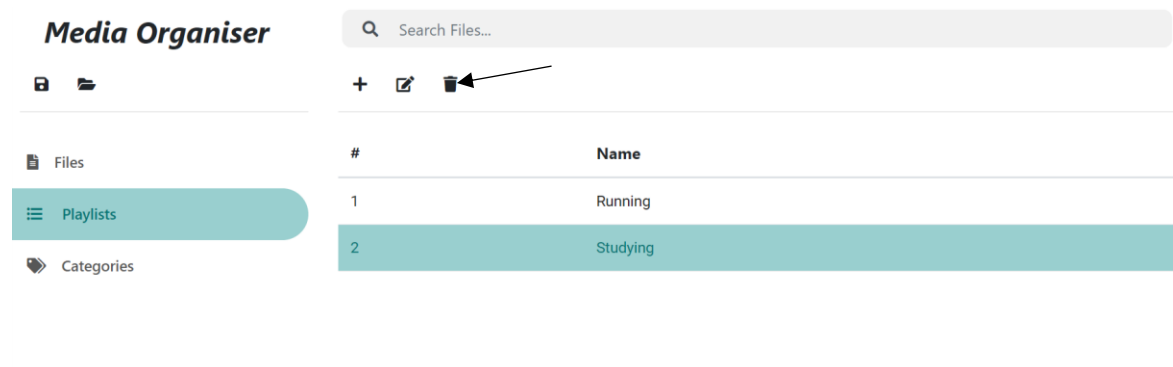 Media Organiser
Search Files...
Files
Playlists
Categories
# Name
1 Running
2 Studying